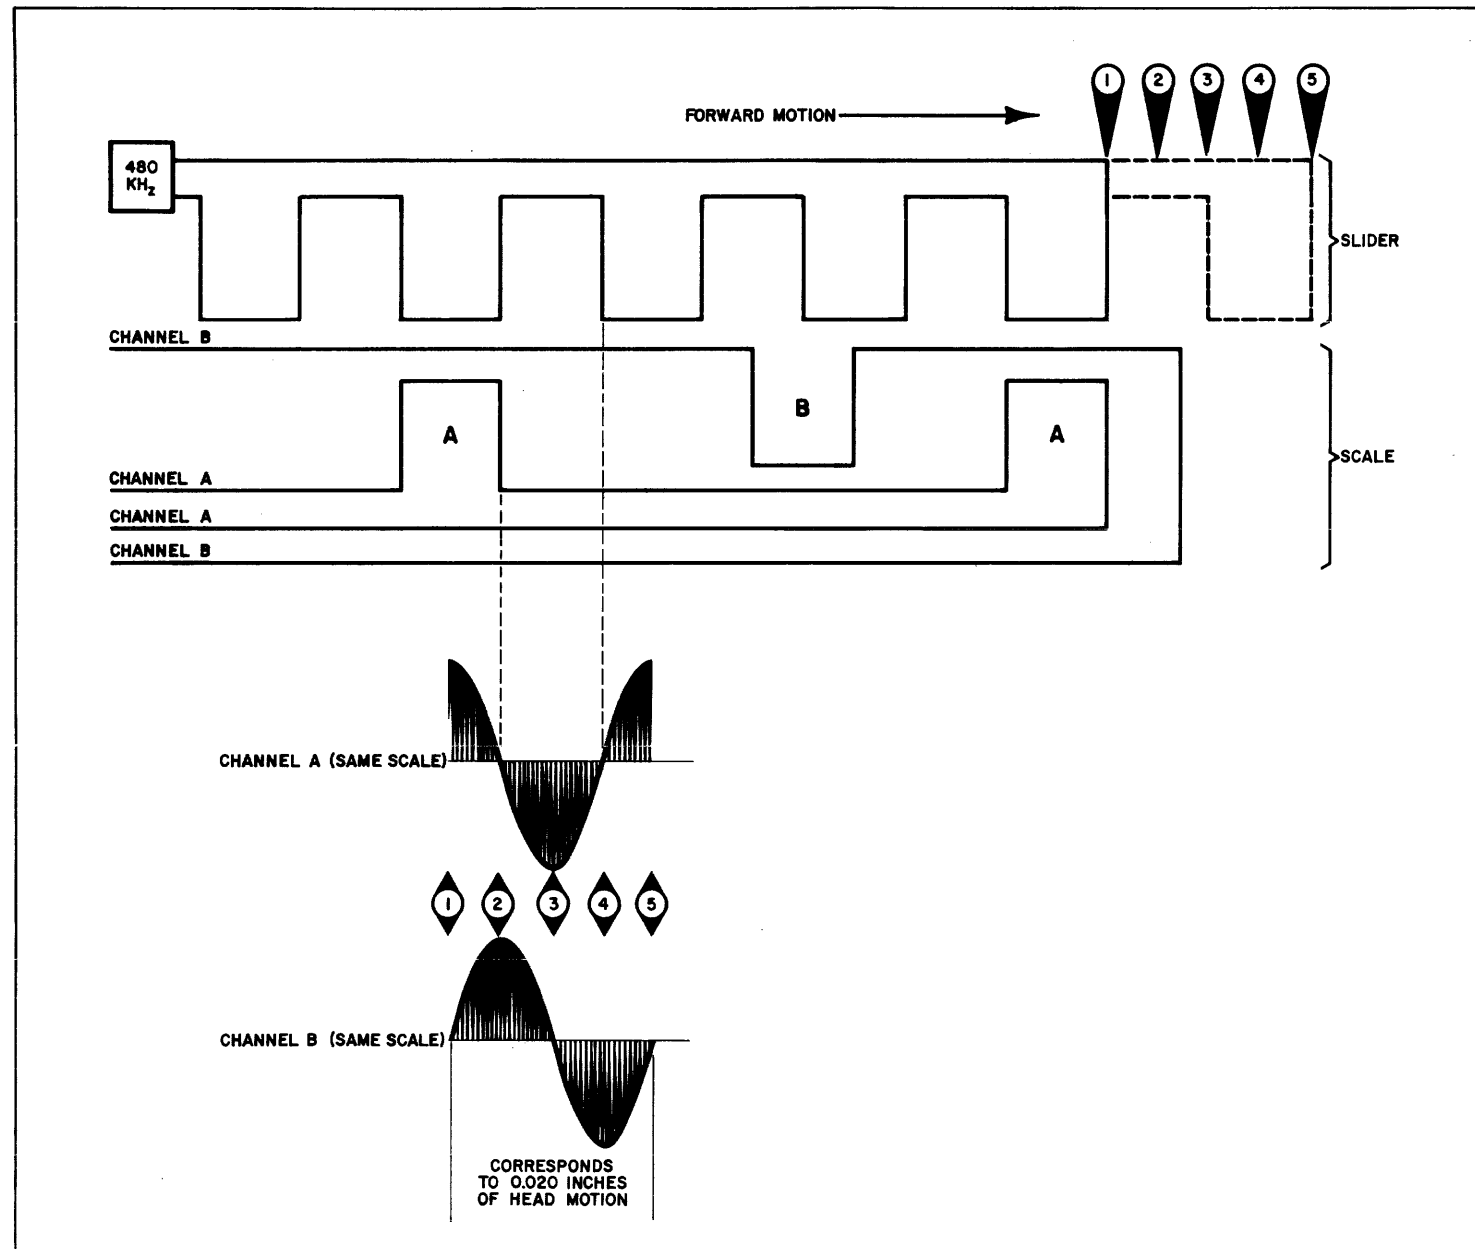 1 2 3 4 5
FORWARD MOTION
480
KHz
SLIDER
CHANNEL B
B
A
A
SCALE
CHANNEL A
CHANNEL A
CHANNEL B
CHANNEL A (SAME SCALE)
1 2 3 4 5
CHANNEL B (SAME SCALE)
CORRESPONDS
TO 0.020 INCHES
OF HEAD MOTION